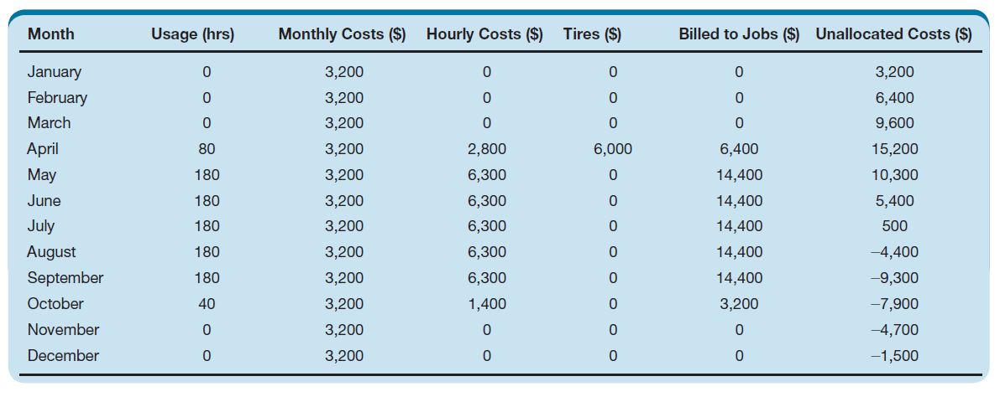 Month Usage (hrs) Monthly Costs ($) Hourly Costs ($) Tires ($) Billed to Jobs ($) Unallocated Costs ($)
January 0 3,200 0 0 0 3,200
February 0 3,200 0 0 0 6,400
March 0 3,200 0 0 0 9,600
April 80 3,200 2,800 6,000 6,400 15,200
May 180 3,200 6,300 0 14,400 10,300
June 180 3,200 6,300 0 14,400 5,400
July 180 3,200 6,300 0 14,400 500
August 180 3,200 6,300 0 14,400 −4,400
September 180 3,200 6,300 0 14,400 −9,300
October 40 3,200 1,400 0 3,200 −7,900
November 0 3,200 0 0 0 −4,700
December 0 3,200 0 0 0 −1,500